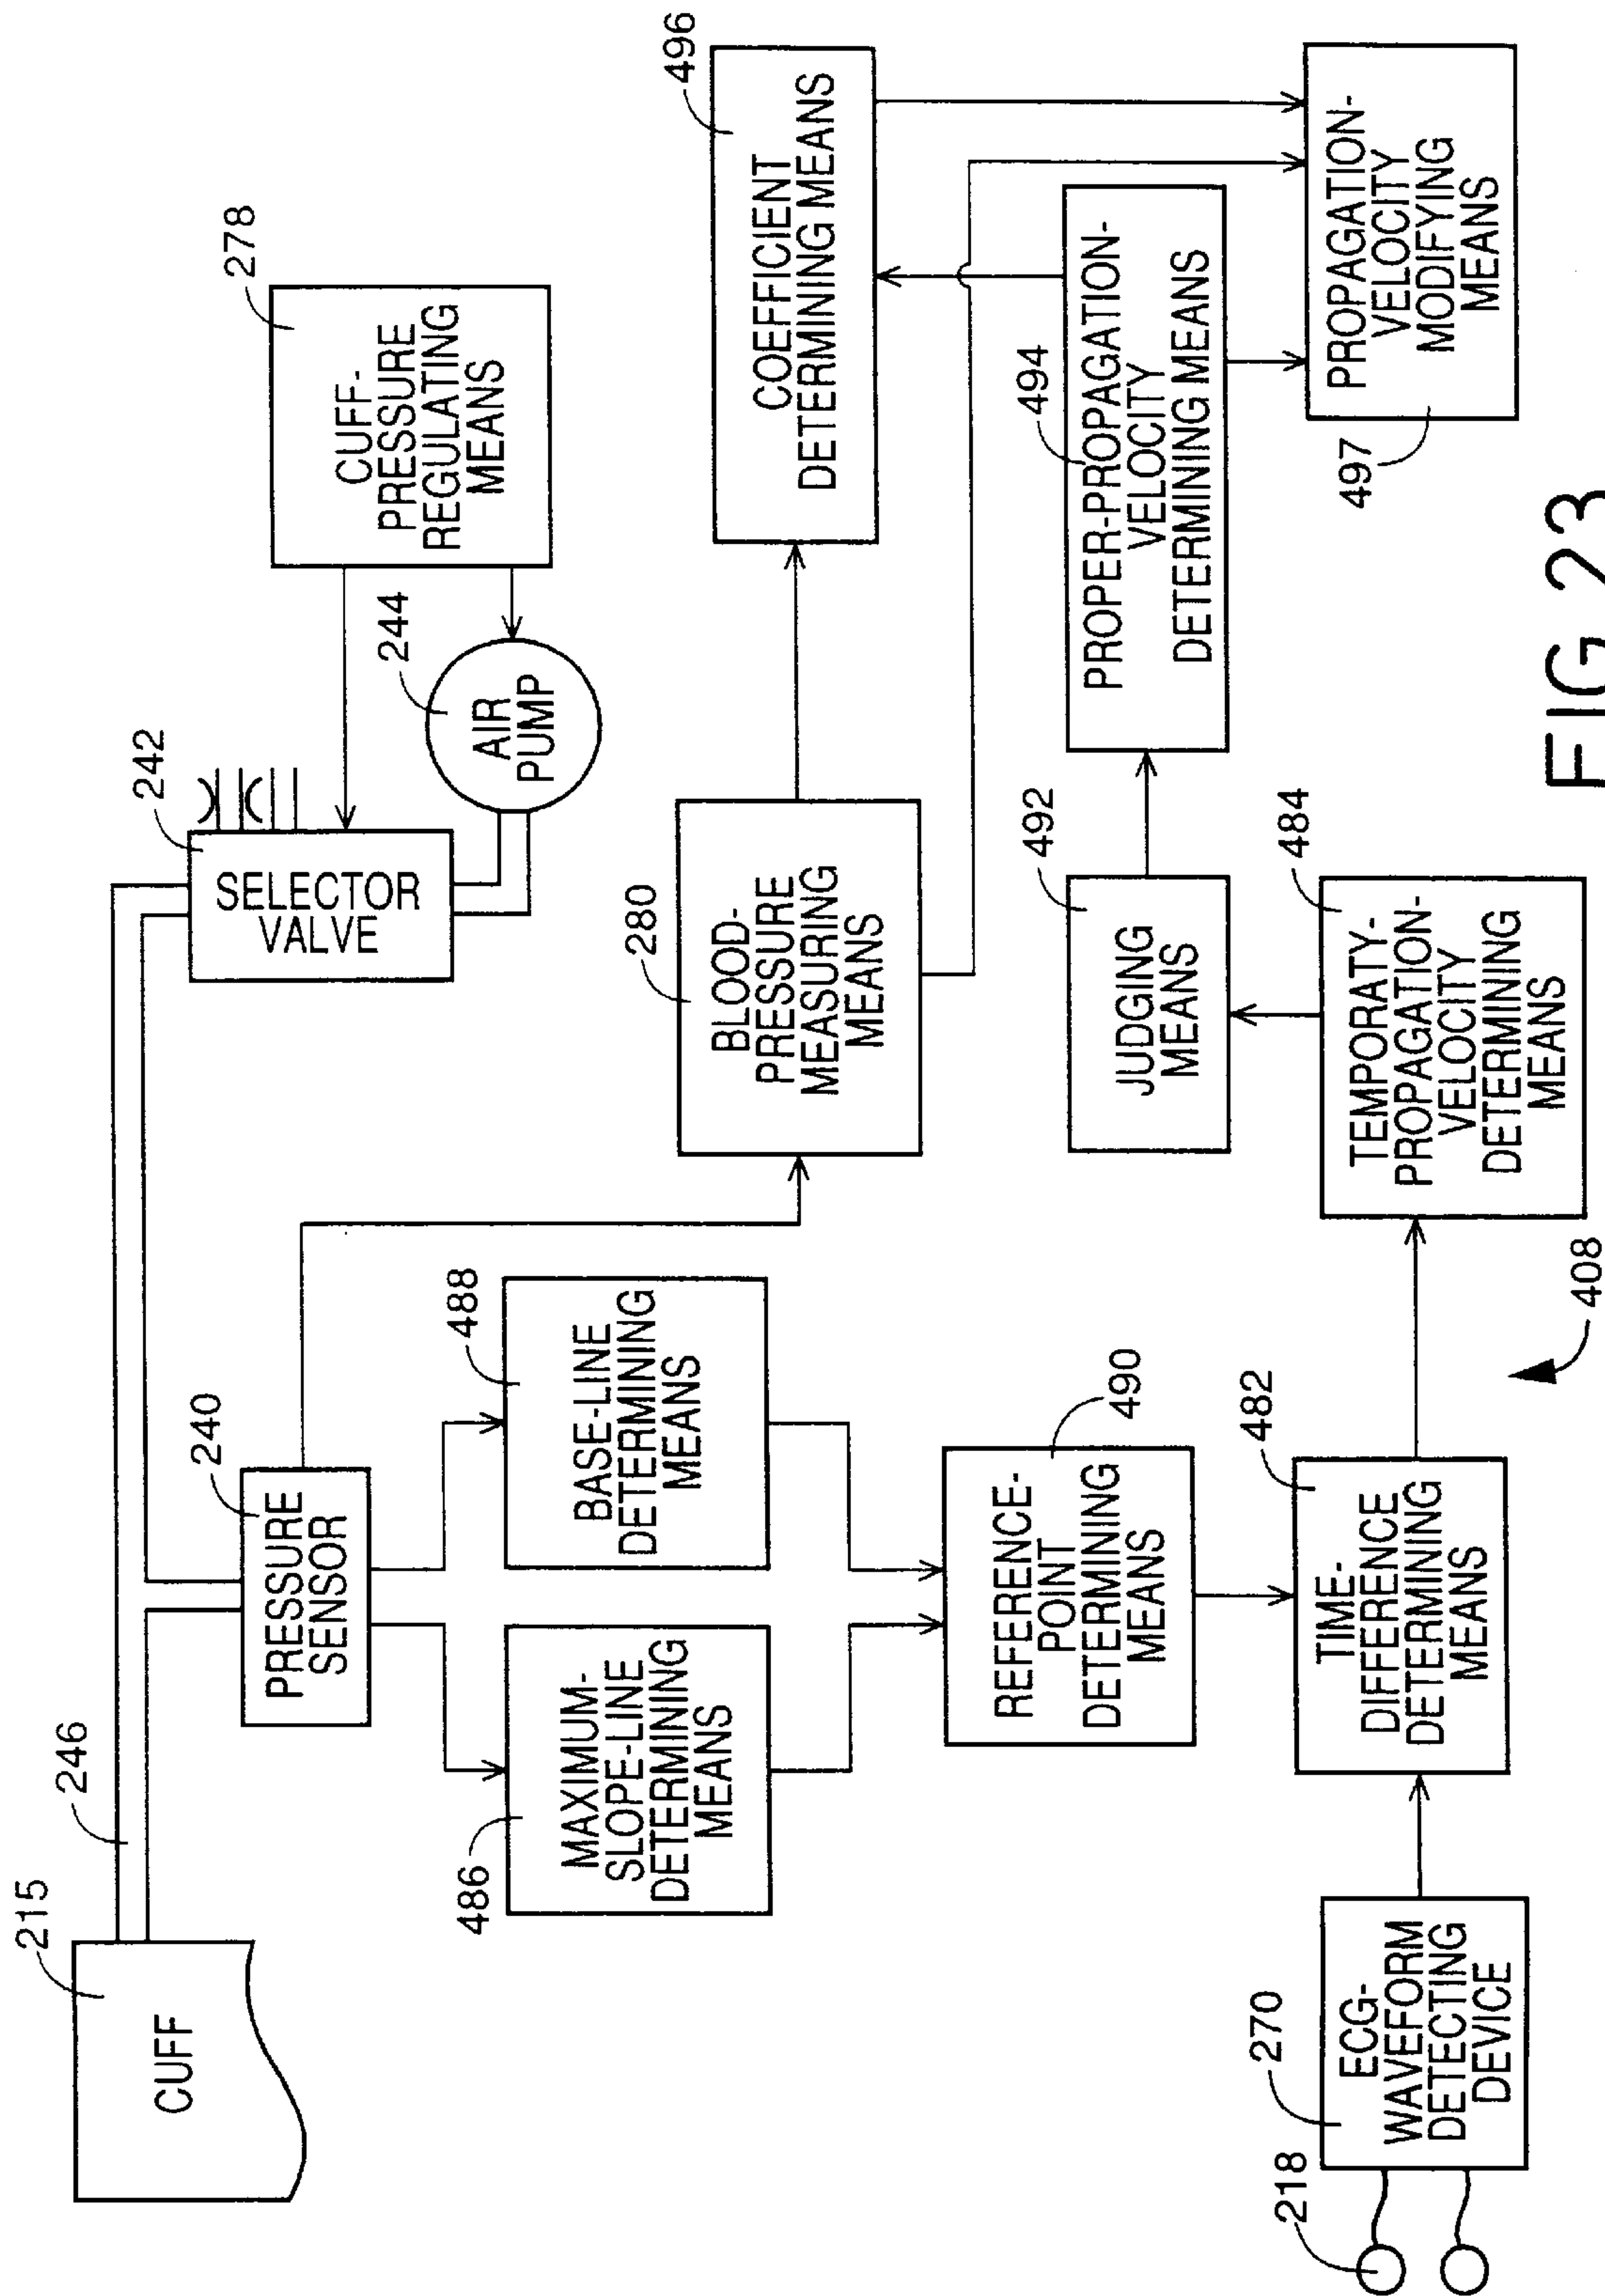 215
CUFF
246
240
PRESSURE
SENSOR
242
SELECTOR
VALVE
244
AIR
PUMP
278
CUFF-
PRESSURE
REGULATING
MEANS
486
MAXIMUM-
SLOPE-LINE
DETERMINING
MEANS
488
BASE-LINE
DETERMINING
MEANS
280
BLOOD-
PRESSURE
MEASURING
MEANS
496
COEFFICIENT
DETERMINING MEANS
490
REFERENCE-
POINT
DETERMINING
MEANS
492
JUDGING
MEANS
494
PROPER-PROPAGATION-
VELOCITY
DETERMINING MEANS
218
270
ECG-
WAVEFORM
DETECTING
DEVICE
482
TIME-
DIFFERENCE
DETERMINING
MEANS
484
TEMPORATY-
PROPAGATION-
VELOCITY
DETERMINING
MEANS
497
PROPAGATION-
VELOCITY
MODIFYING
MEANS
408
FIG. 23